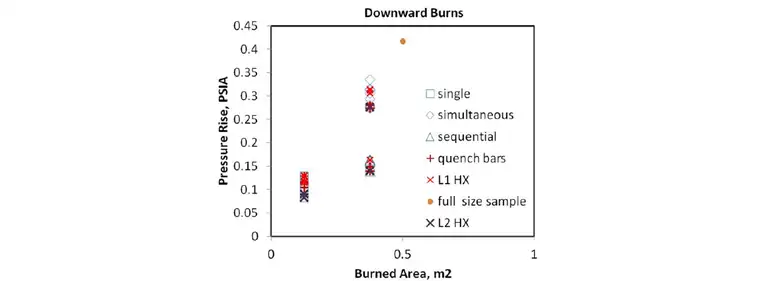 Downward Burns
0.45
0.4
0.35
0.3
0.25
0.2
0.15
0.1
0.05
0
Pressure Rise, PSIA
single
simultaneous
sequential
quench bars
L1 HX
full size sample
L2 HX
0
0.5
1
Burned Area, m2